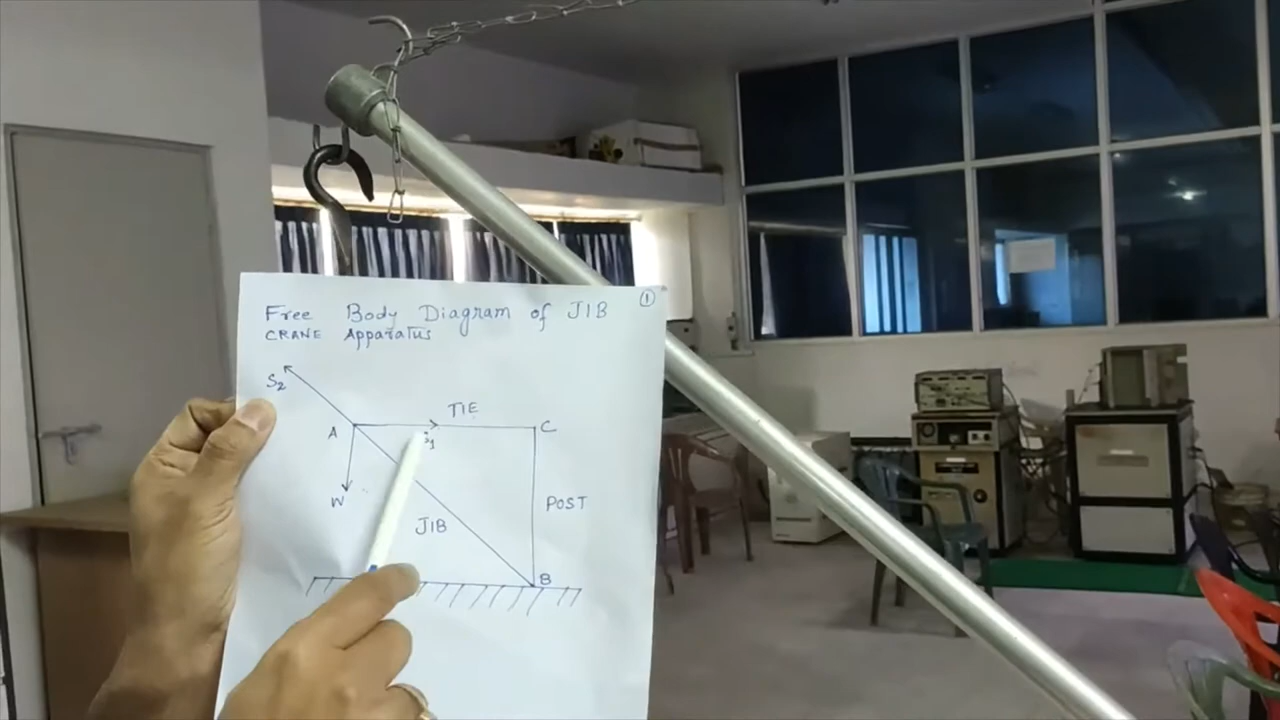 Free Body Diagram of JIB
CRANE Apparatus
1
S2
TIE
A
C
S1
W
POST
JIB
B